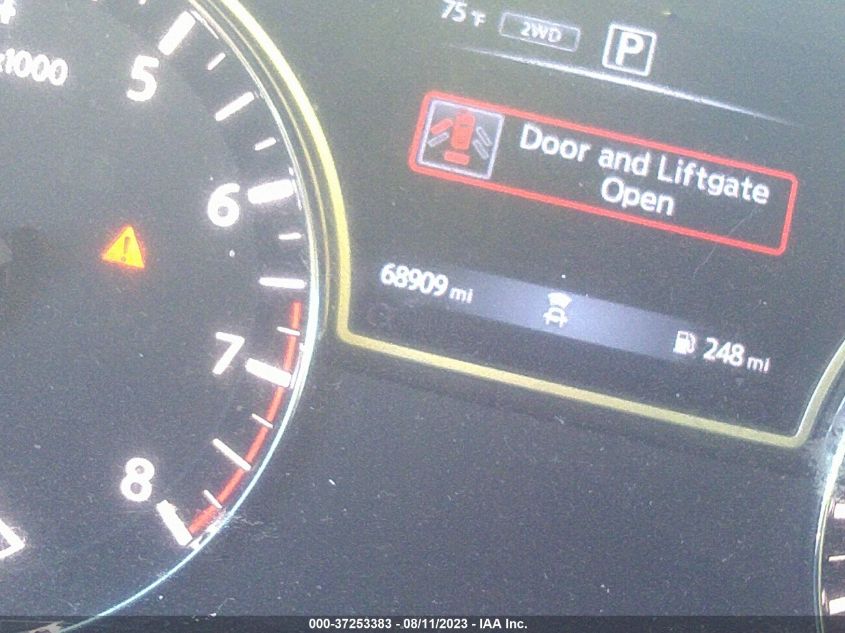 75°F 2WD P
x1000
5
Door and Liftgate
Open
6
68909 mi
248 mi
7
8
000-37253383 - 08/11/2023 - IAA Inc.